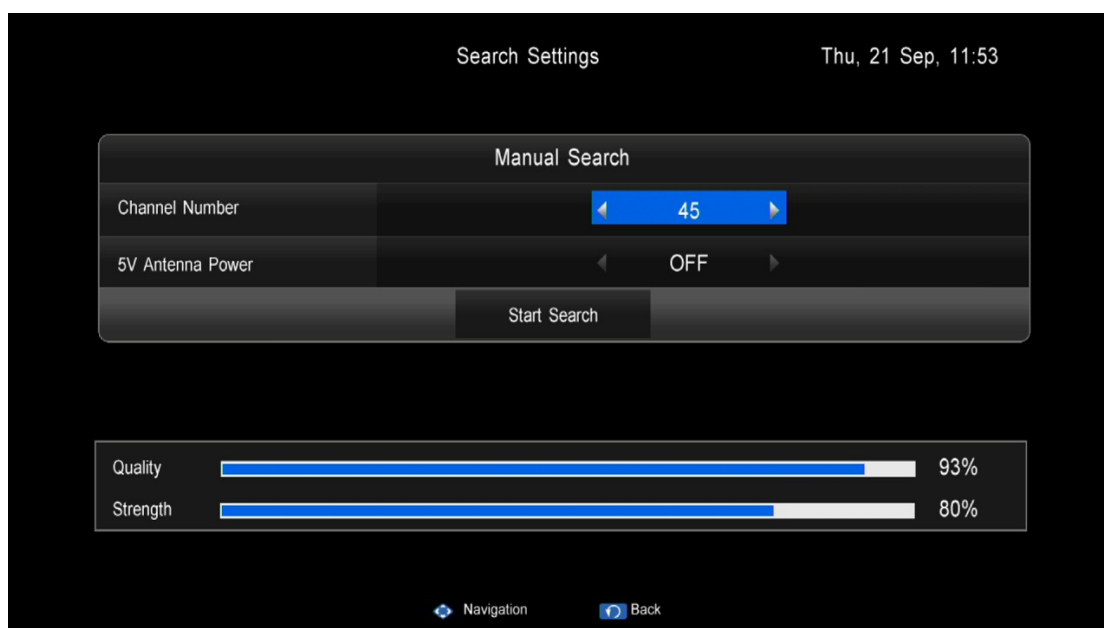 Search Settings Thu, 21 Sep, 11:53
Manual Search
Channel Number 45
5V Antenna Power OFF
Start Search
Quality 93%
Strength 80%
Navigation Back